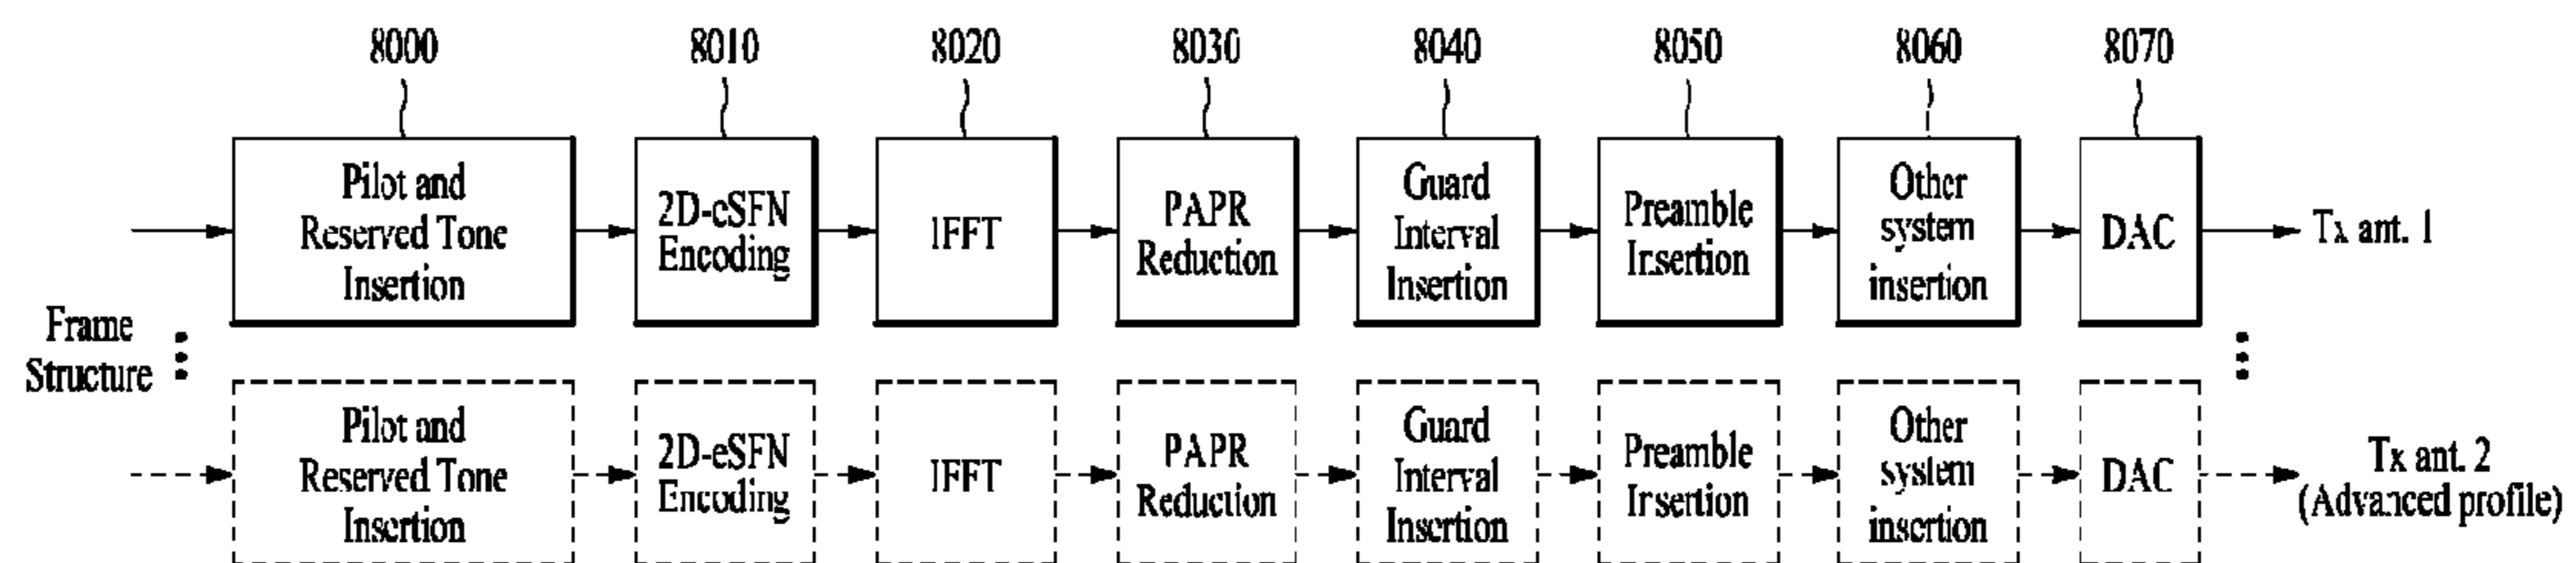 8000 8010 8020 8030 8040 8050 8060 8070
Pilot and
Reserved Tone
Insertion
2D-eSFN
Encoding
IFFT
PAPR
Reduction
Guard
Interval
Insertion
Preamble
Insertion
Other
system
insertion
DAC
Tx ant. 1
Frame
Structure
Pilot and
Reserved Tone
Insertion
2D-eSFN
Encoding
IFFT
PAPR
Reduction
Guard
Interval
Insertion
Preamble
Insertion
Other
system
insertion
DAC
Tx ant. 2
(Advanced profile)